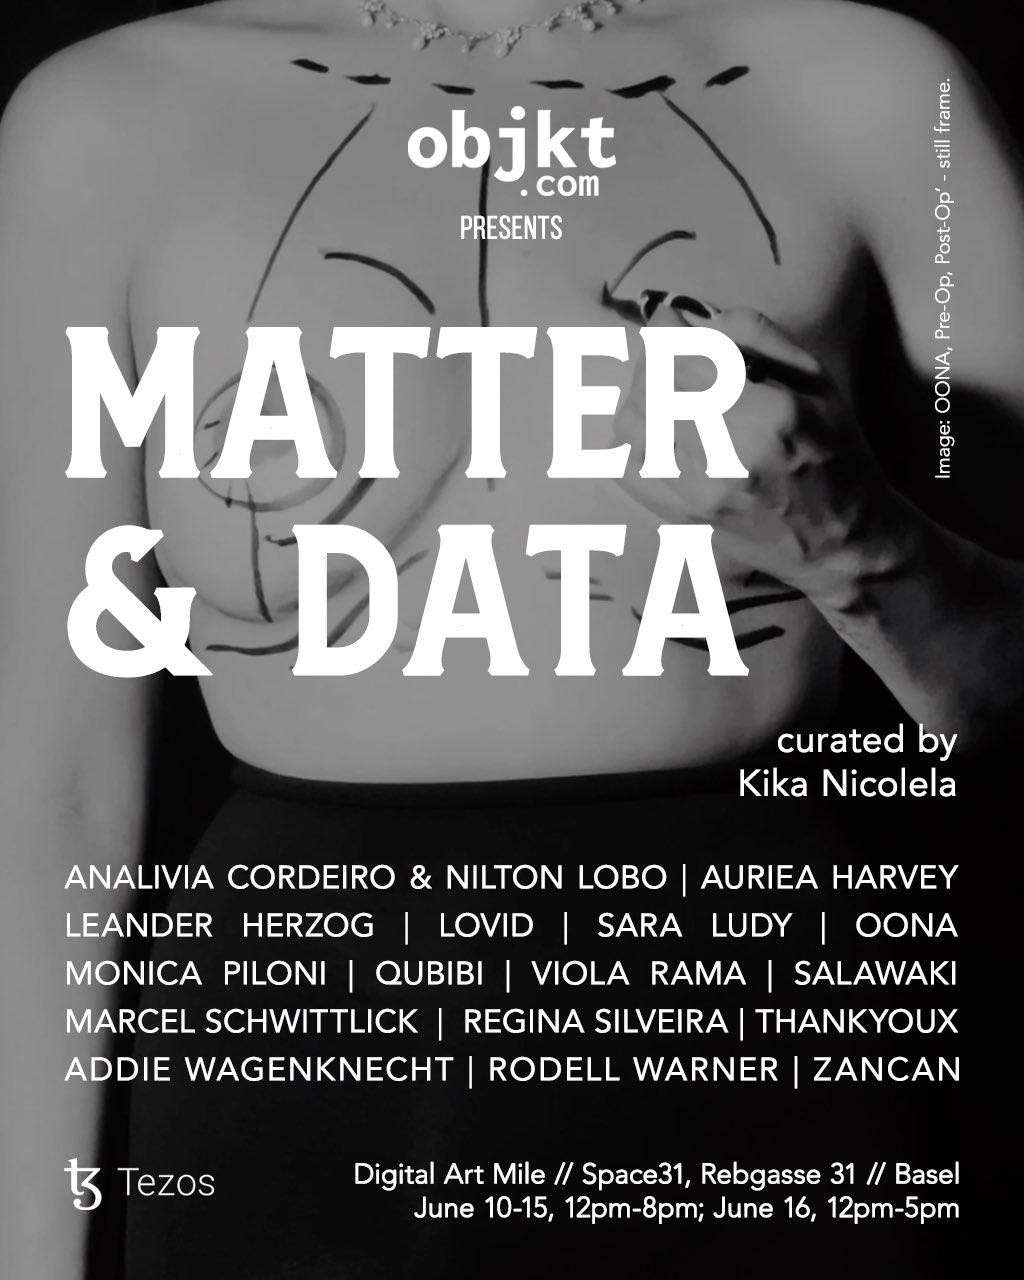 objkt
.com
PRESENTS
Image: OONA, Pre-Op, Post-Op' - still frame.
MATTER
& DATA
curated by
Kika Nicolela
ANALIVIA CORDEIRO & NILTON LOBO | AURIEA HARVEY
LEANDER HERZOG | LOVID | SARA LUDY | OONA
MONICA PILONI | QUBIBI | VIOLA RAMA | SALAWAKI
MARCEL SCHWITTLICK | REGINA SILVEIRA | THANKYOUX
ADDIE WAGENKNECHT | RODELL WARNER | ZANCAN
Tezos
Digital Art Mile // Space31, Rebgasse 31 // Basel
June 10-15, 12pm-8pm; June 16, 12pm-5pm